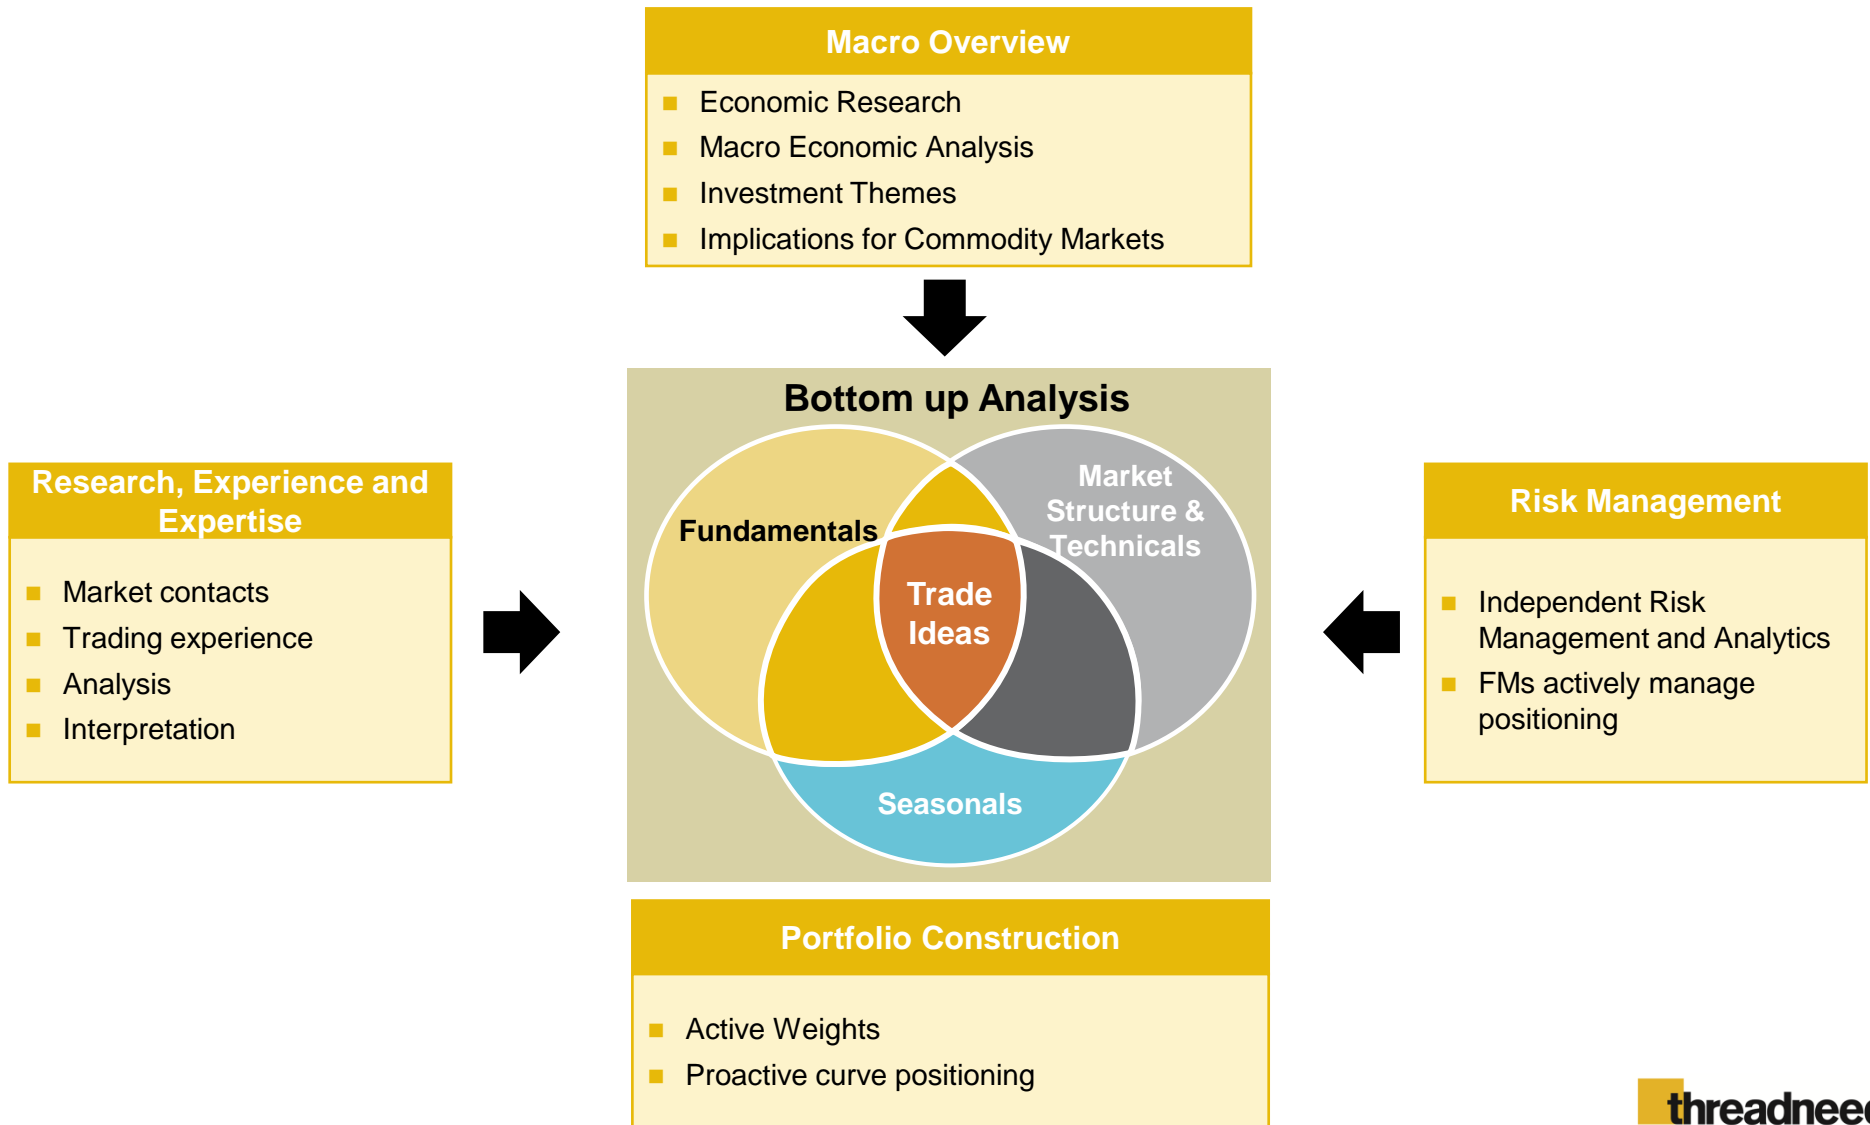 Macro Overview
Economic Research
Macro Economic Analysis
Investment Themes
Implications for Commodity Markets
Bottom up Analysis
Research, Experience and
Expertise
Market contacts
Trading experience
Analysis
Interpretation
Fundamentals
Market
Structure &
Technicals
Trade
Ideas
Seasonals
Risk Management
Independent Risk
Management and Analytics
FMs actively manage
positioning
Portfolio Construction
Active Weights
Proactive curve positioning